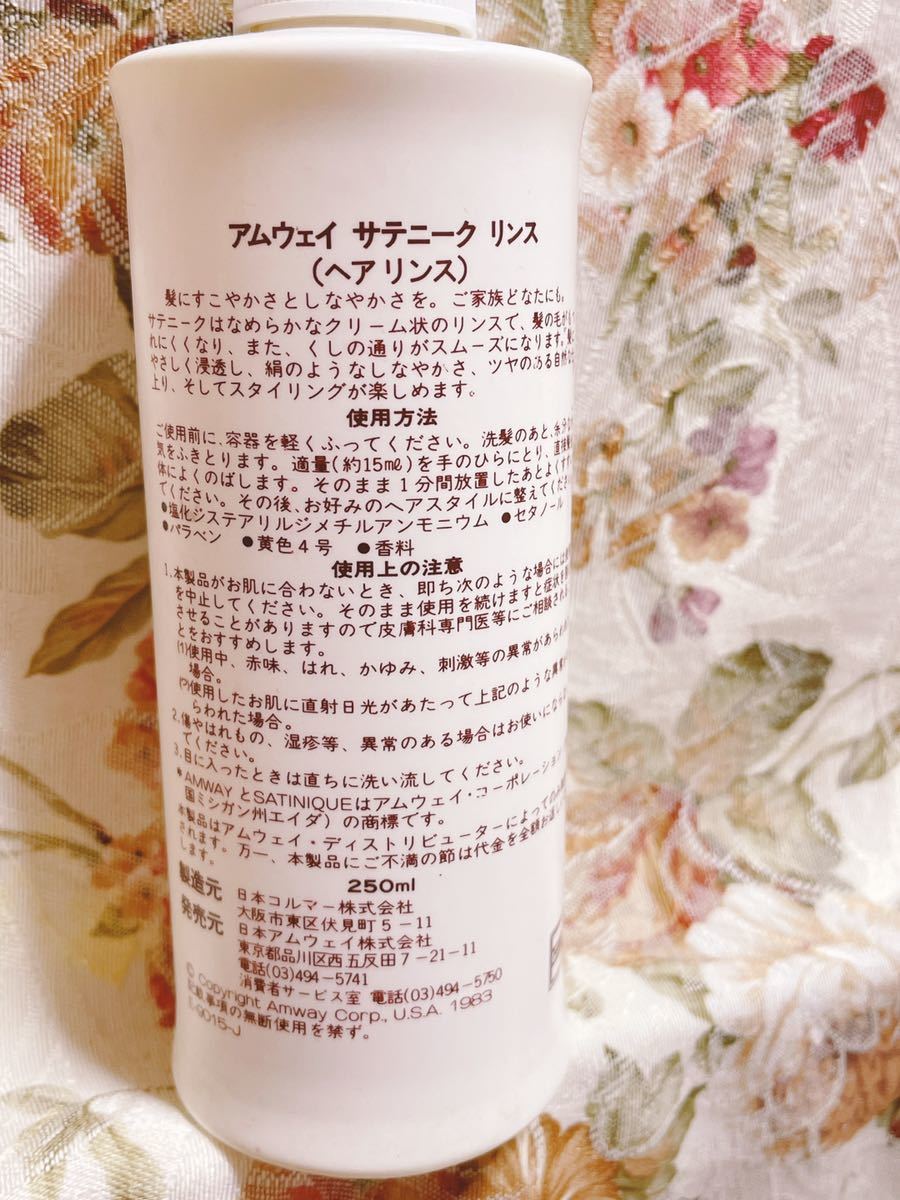 アムウェイ サテニーク リンス
(ヘアリンス)
髪にすこやかさとしなやかさを。ご家族どなたにも。
サテニークはなめらかなクリーム状のリンスで、髪の毛が
れにくくなり、また、くしの通りがスムーズになります。髪に
やさしく浸透し、絹のようなしなやかさ、ツヤのある自然な
上り、そしてスタイリングが楽しめます。
使用方法
ご使用前に、容器を軽くふってください。洗髪のあと、水分
気をふきとります。適量(約15ml)を手のひらにとり、直接
体によくのばします。そのまま1分間放置したあとよくすす
てください。その後、お好みのヘアスタイルに整えてくだ
●塩化ジステアリルジメチルアンモニウム ●セタノール
●パラベン ●黄色4号 ●香料
使用上の注意
1.本製品がお肌に合わないとき、即ち次のような場合には
を中止してください。そのまま使用を続けますと症状を
させることがありますので皮膚科専門医等にご相談される
とをおすすめします。
(1)使用中、赤味、はれ、かゆみ、刺激等の異常があらわれ
場合。
(2)使用したお肌に直射日光があたって上記のような異常
らわれた場合。
2.傷やはれもの、湿疹等、異常のある場合はお使いにならな
てください。
3.目に入ったときは直ちに洗い流してください。
*AMWAYとSATINIQUEはアムウェイ・コーポレーション
国ミシガン州エイダ)の商標です。
本製品はアムウェイ・ディストリビューターによっての
されます。万一、本製品にご不満の節は代金を全額お返し
します。
250ml
製造元 日本コルマー株式会社
大阪市東区伏見町5-11
発売元 日本アムウェイ株式会社
東京都品川区西五反田7-21-11
電話(03)494-5741
消費者サービス室 電話(03)494-5750
© Copyright Amway Corp., U.S.A. 1983
記載事項の無断使用を禁ず。
E-9015-J